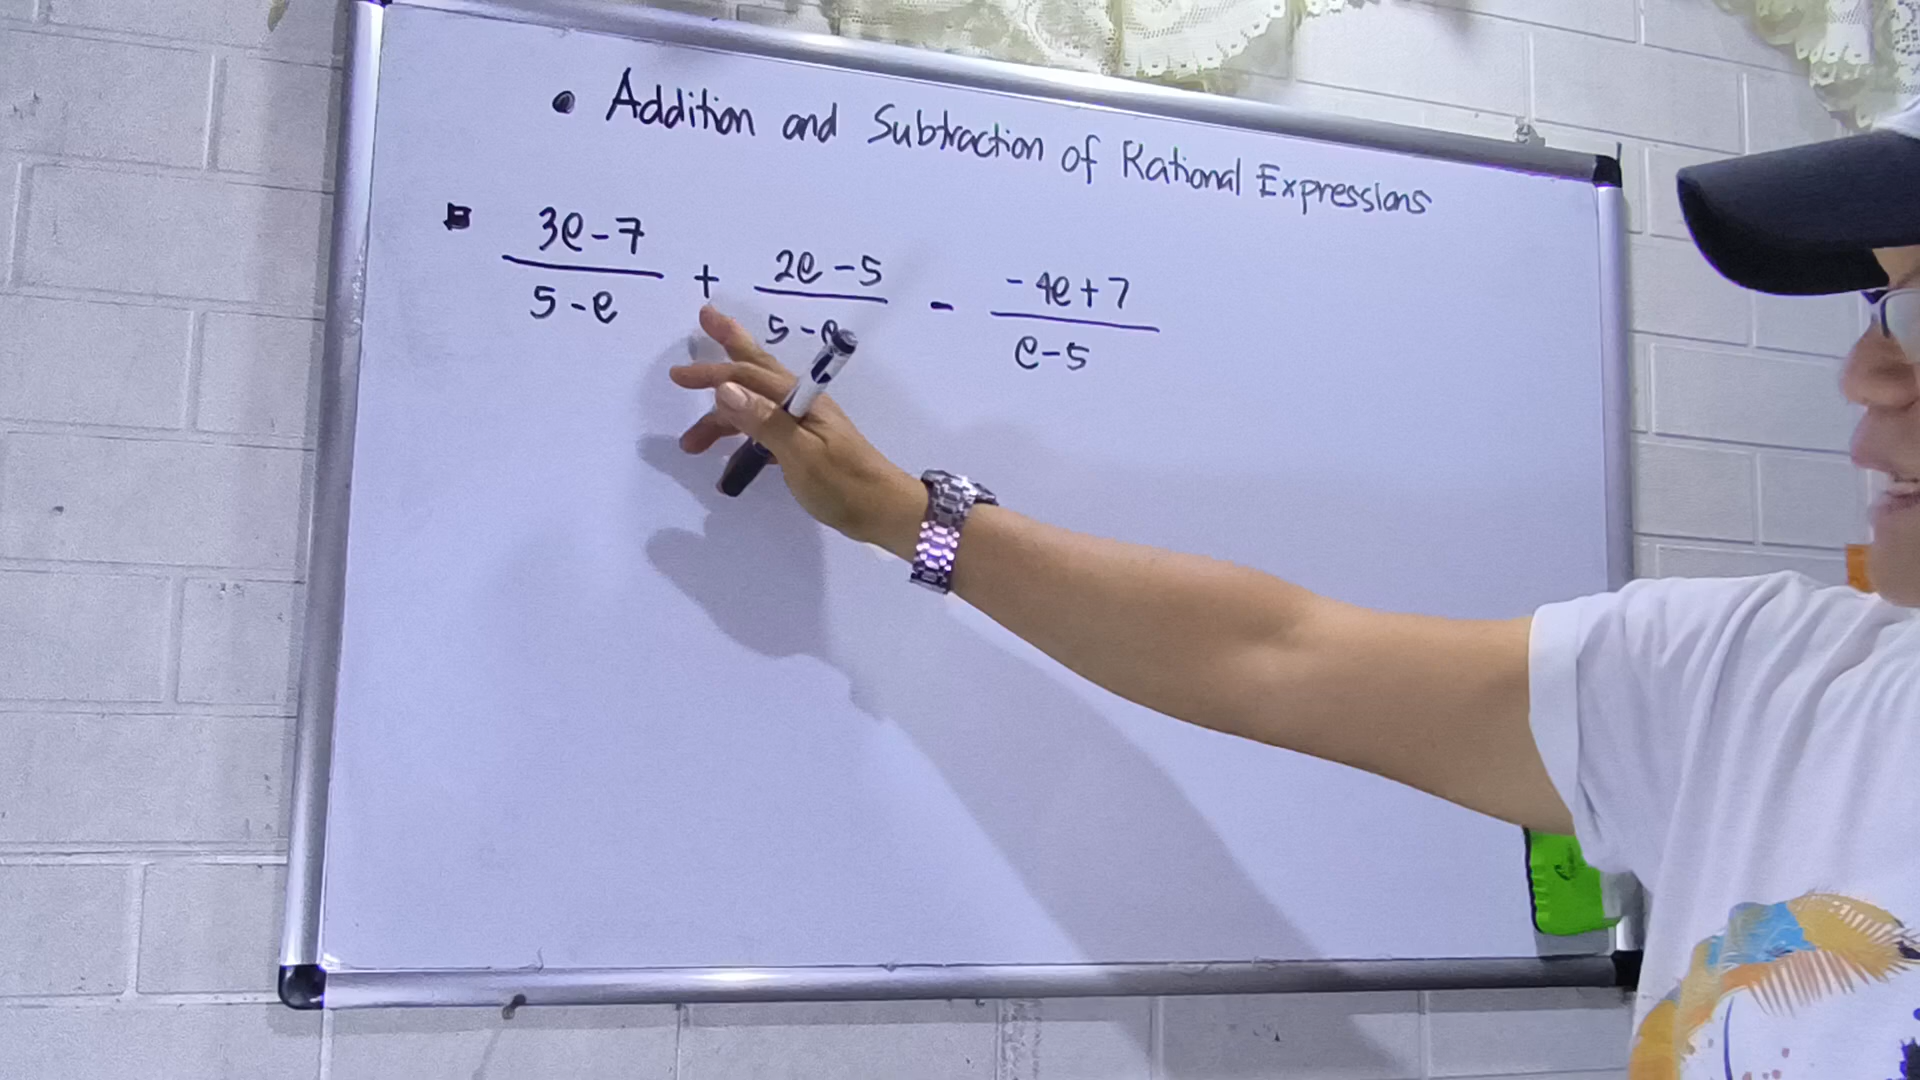 • Addition and Subtraction of Rational Expressions
3e-7 / 5-e + 2e-5 / 5-e - -4e+7 / e-5